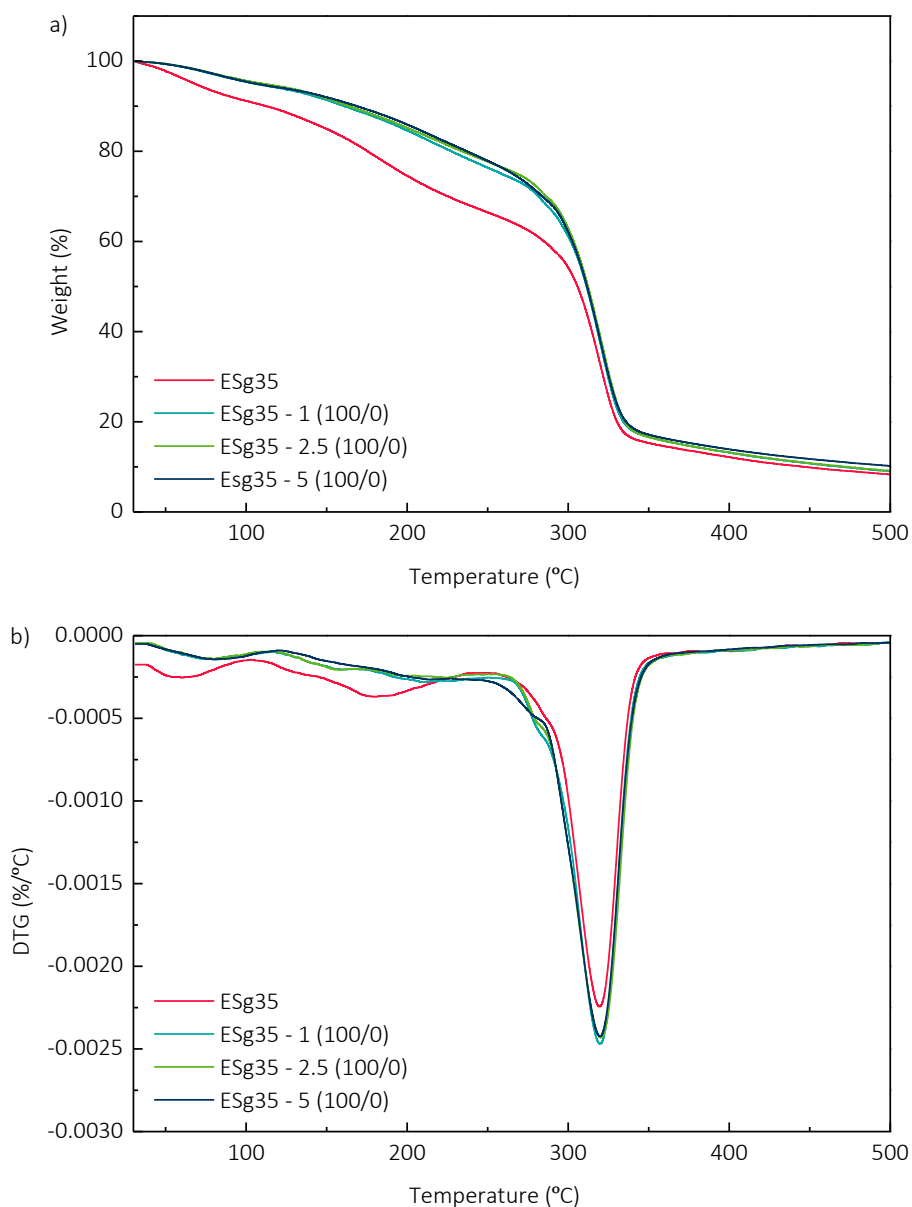 a)
100
80
60
40
20
0
Weight (%)
ESg35
ESg35 - 1 (100/0)
ESg35 - 2.5 (100/0)
Esg35 - 5 (100/0)
100
200
300
400
500
Temperature (ºC)
b)
0.0000
-0.0005
-0.0010
-0.0015
-0.0020
-0.0025
-0.0030
DTG (%/ºC)
ESg35
ESg35 - 1 (100/0)
ESg35 - 2.5 (100/0)
ESg35 - 5 (100/0)
100
200
300
400
500
Temperature (ºC)